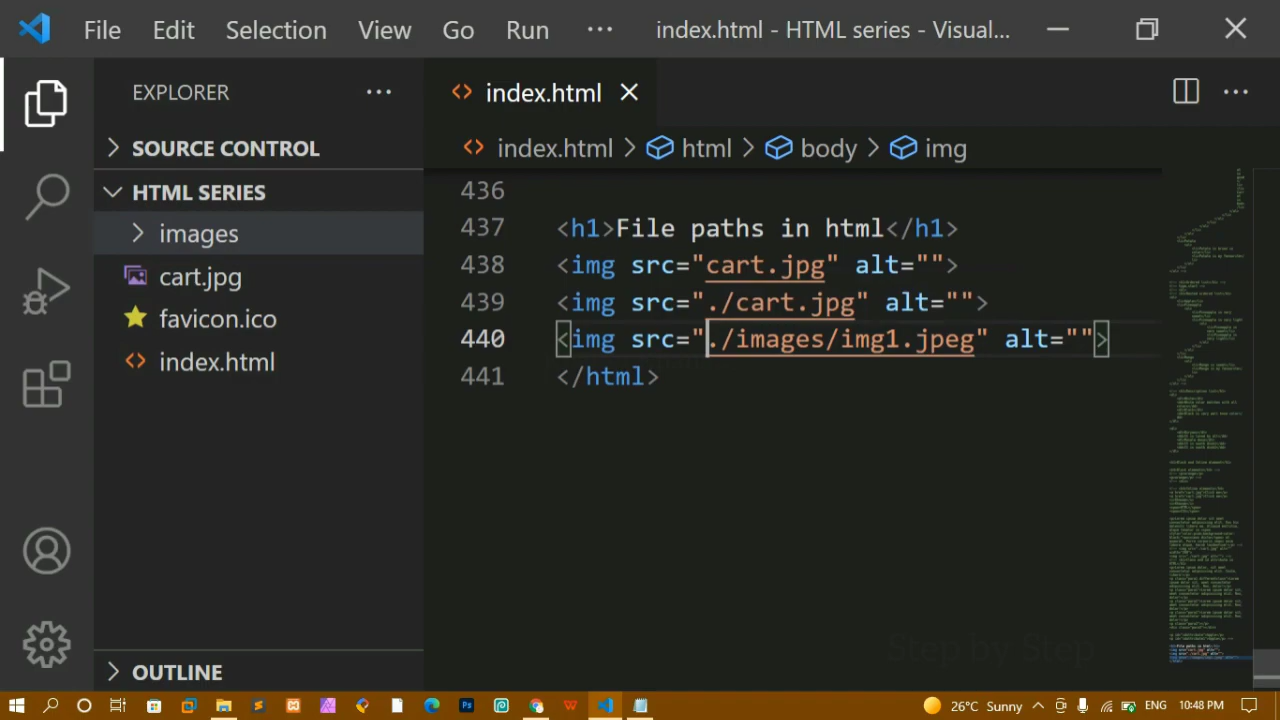 File Edit Selection View Go Run ··· index.html - HTML series - Visual...
EXPLORER ···
index.html
SOURCE CONTROL
index.html > html > body > img
HTML SERIES
images
cart.jpg
favicon.ico
index.html
436
437 <h1>File paths in html</h1>
438 <img src="cart.jpg" alt="">
439 <img src="./cart.jpg" alt="">
440 <img src="./images/img1.jpeg" alt="">
441 </html>
Step by Step
OUTLINE
26°C Sunny ENG 10:48 PM